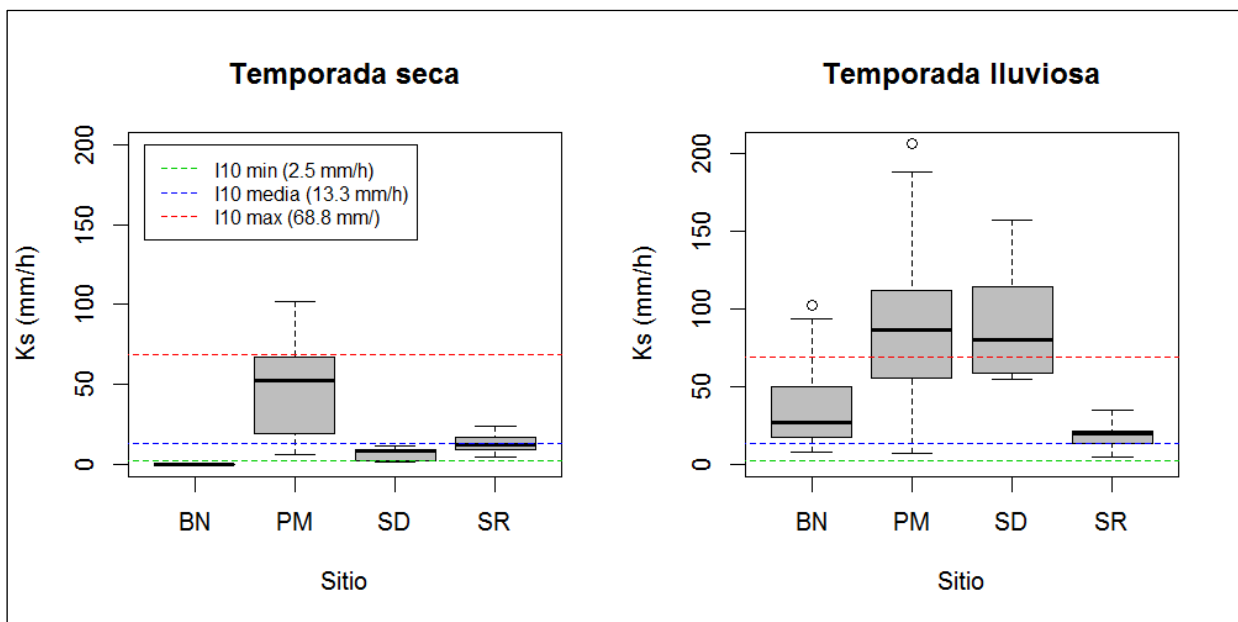 Temporada seca
Ks (mm/h)
200
150
100
50
0
I10 min (2.5 mm/h)
I10 media (13.3 mm/h)
I10 max (68.8 mm/)
BN PM SD SR
Sitio
Temporada lluviosa
Ks (mm/h)
200
150
100
50
0
BN PM SD SR
Sitio